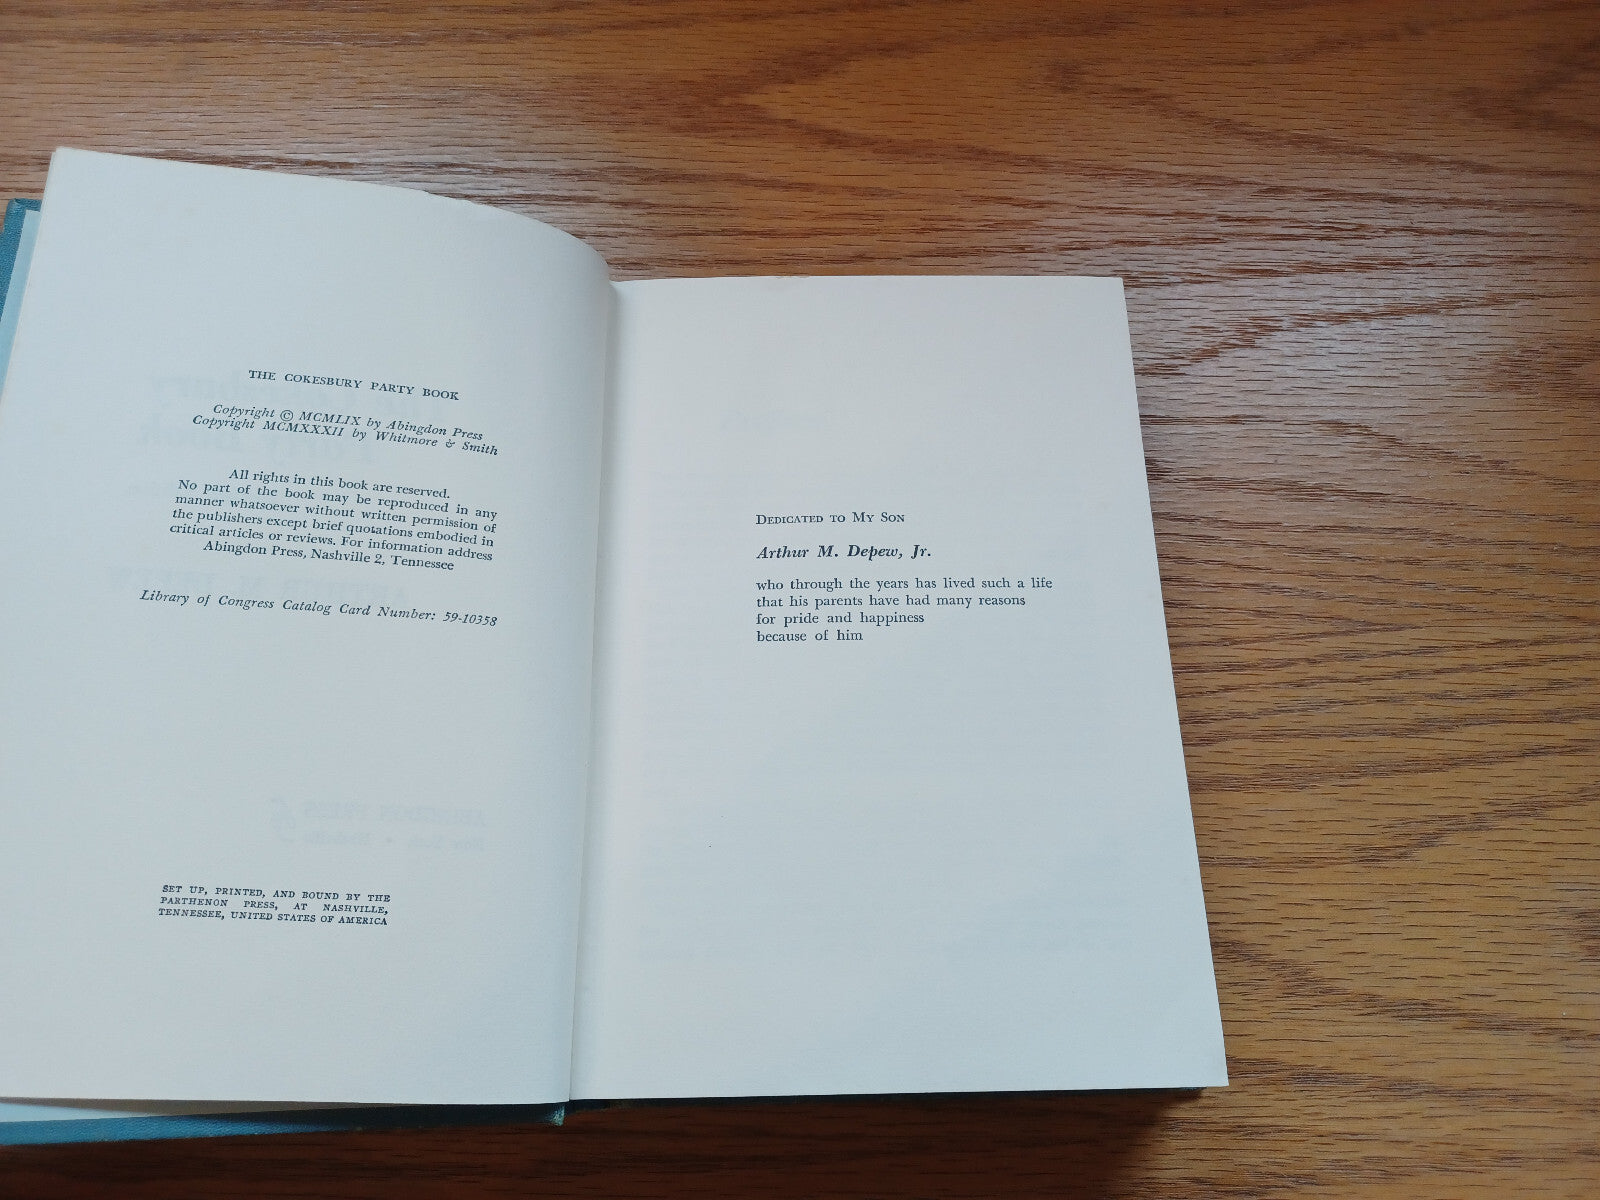 THE COKESBURY PARTY BOOK
Copyright © MCMLIX by Abingdon Press
Copyright MCMXXXII by Whitmore & Smith
All rights in this book are reserved.
No part of the book may be reproduced in any
manner whatsoever without written permission of
the publishers except brief quotations embodied in
critical articles or reviews. For information address
Abingdon Press, Nashville 2, Tennessee
Library of Congress Catalog Card Number: 59-10358
SET UP, PRINTED, AND BOUND BY THE
PARTHENON PRESS, AT NASHVILLE,
TENNESSEE, UNITED STATES OF AMERICA
DEDICATED TO MY SON
Arthur M. Depew, Jr.
who through the years has lived such a life
that his parents have had many reasons
for pride and happiness
because of him